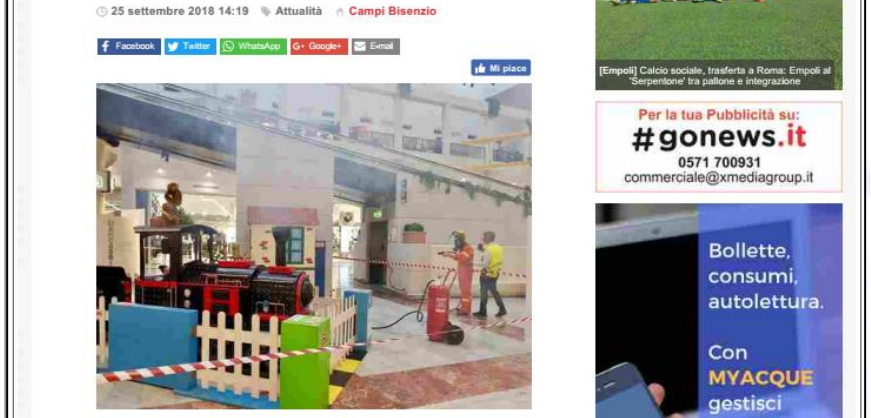 25 settembre 2018 14:19 Attualità Campi Bisenzio
Facebook Twitter WhatsApp G+ Google+ E-mail
Mi piace
[Empoli] Calcio sociale, trasferta a Roma: Empoli al
'Serpentone' tra pallone e integrazione
Per la tua Pubblicità su:
#gonews.it
0571 700931
commerciale@xmediagroup.it
Bollette,
consumi,
autolettura.
Con
MYACQUE
gestisci